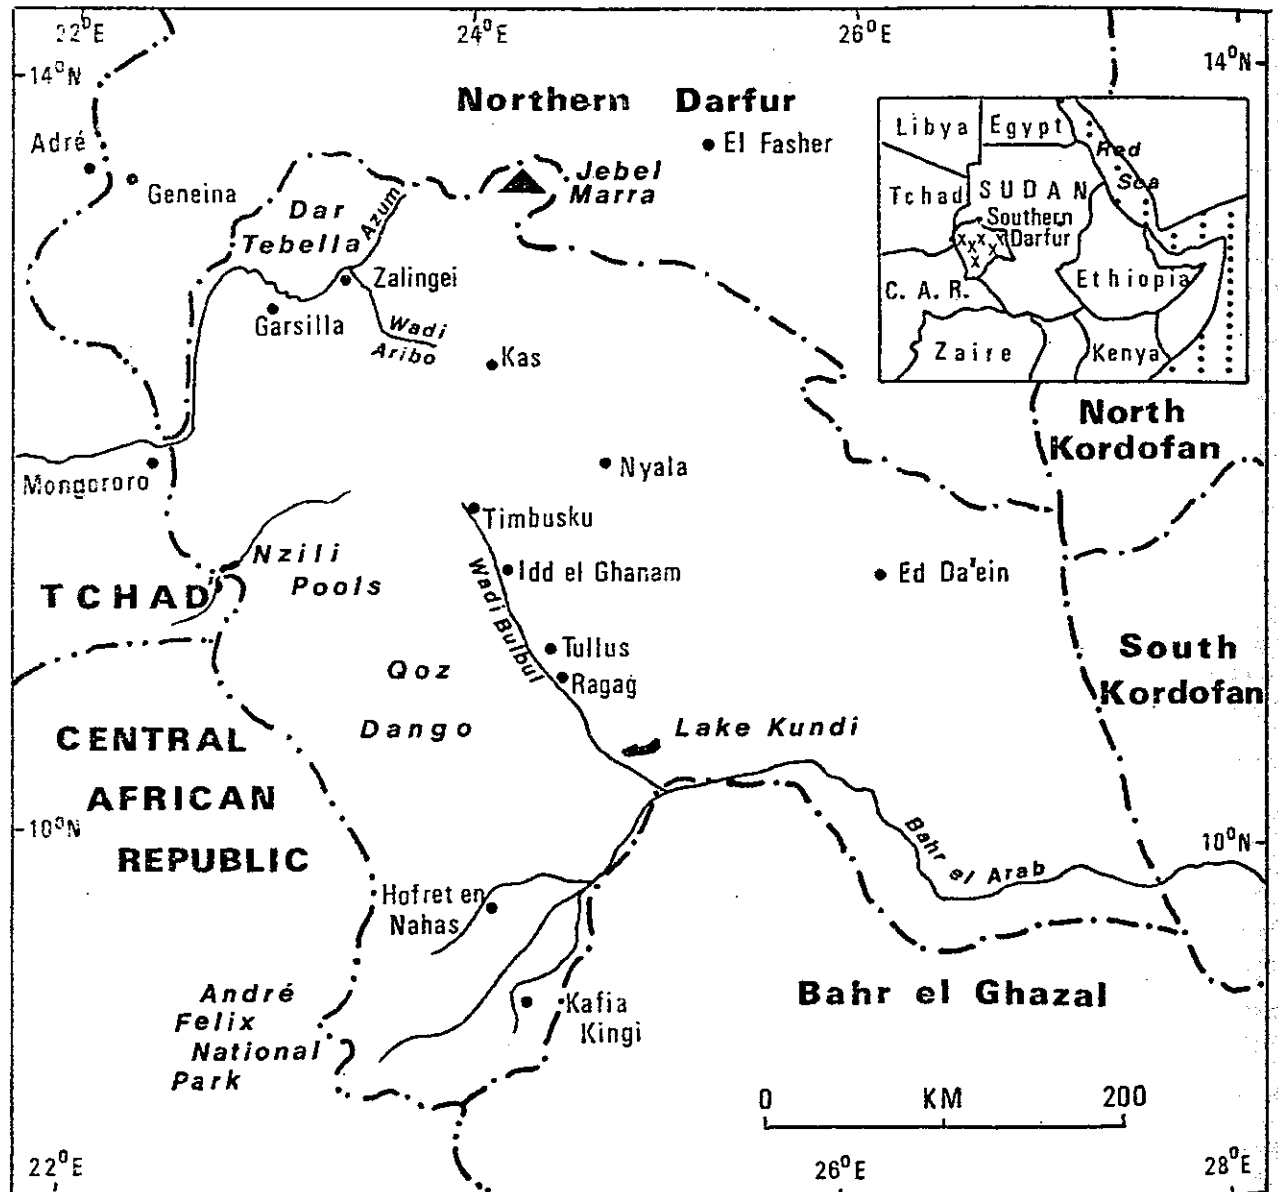 22°E
24°E
26°E
14°N
14°N
Northern Darfur
El Fasher
Adré
Geneina
Jebel
Marra
Dar
Tebella
Azum
Zalingei
Garsilla
Wadi
Aribo
Kas
Libya
Egypt
Red
Sea
Tchad
SUDAN
Southern
Darfur
C. A. R.
Ethiopia
Zaire
Kenya
North
Kordofan
Mongororo
Nyala
Timbusku
Nzili
Pools
Idd el Ghanam
Ed Da'ein
TCHAD
Wadi Bulbul
Tullus
Ragag
Qoz
Dango
South
Kordofan
Lake Kundi
CENTRAL
AFRICAN
REPUBLIC
10°N
10°N
Bahr el Arab
Hofret en
Nahas
André
Felix
National
Park
Kafia
Kingi
Bahr el Ghazal
0 KM 200
22°E
26°E
28°E